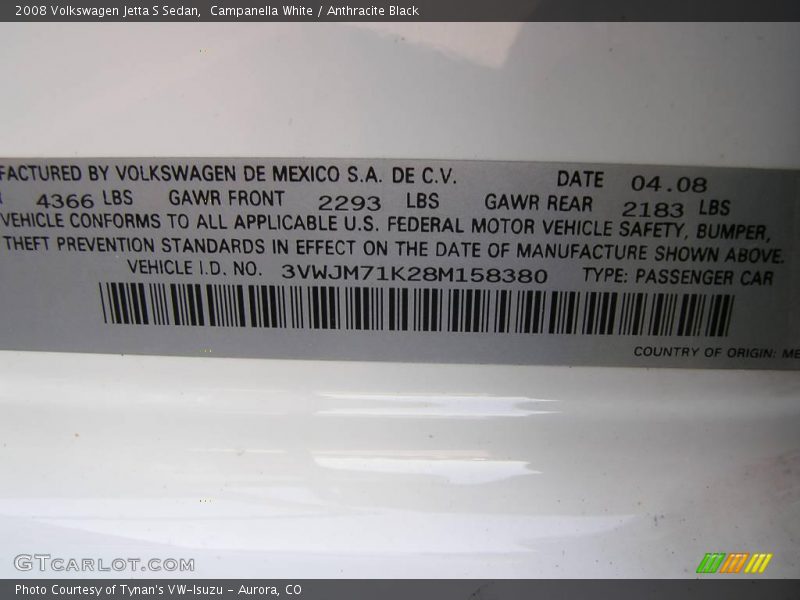 2008 Volkswagen Jetta S Sedan,  Campanella White / Anthracite Black
FACTURED BY VOLKSWAGEN DE MEXICO S.A. DE C.V. DATE 04.08
4366 LBS GAWR FRONT 2293 LBS GAWR REAR 2183 LBS
VEHICLE CONFORMS TO ALL APPLICABLE U.S. FEDERAL MOTOR VEHICLE SAFETY, BUMPER,
THEFT PREVENTION STANDARDS IN EFFECT ON THE DATE OF MANUFACTURE SHOWN ABOVE.
VEHICLE I.D. NO. 3VWJM71K28M158380 TYPE: PASSENGER CAR
COUNTRY OF ORIGIN: ME
GTCARLOT.COM
Photo Courtesy of Tynan's VW-Isuzu - Aurora, CO